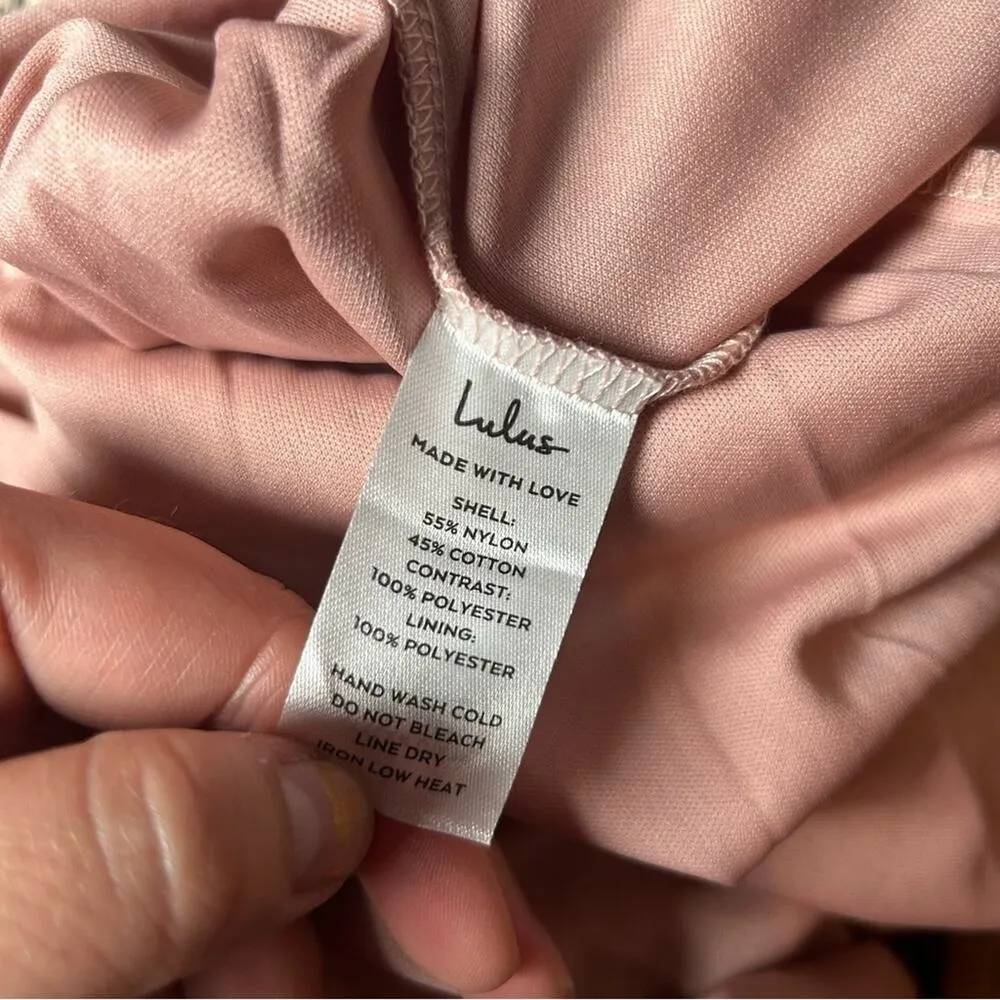 Lulus
MADE WITH LOVE
SHELL:
55% NYLON
45% COTTON
CONTRAST:
100% POLYESTER
LINING:
100% POLYESTER
HAND WASH COLD
DO NOT BLEACH
LINE DRY
IRON LOW HEAT